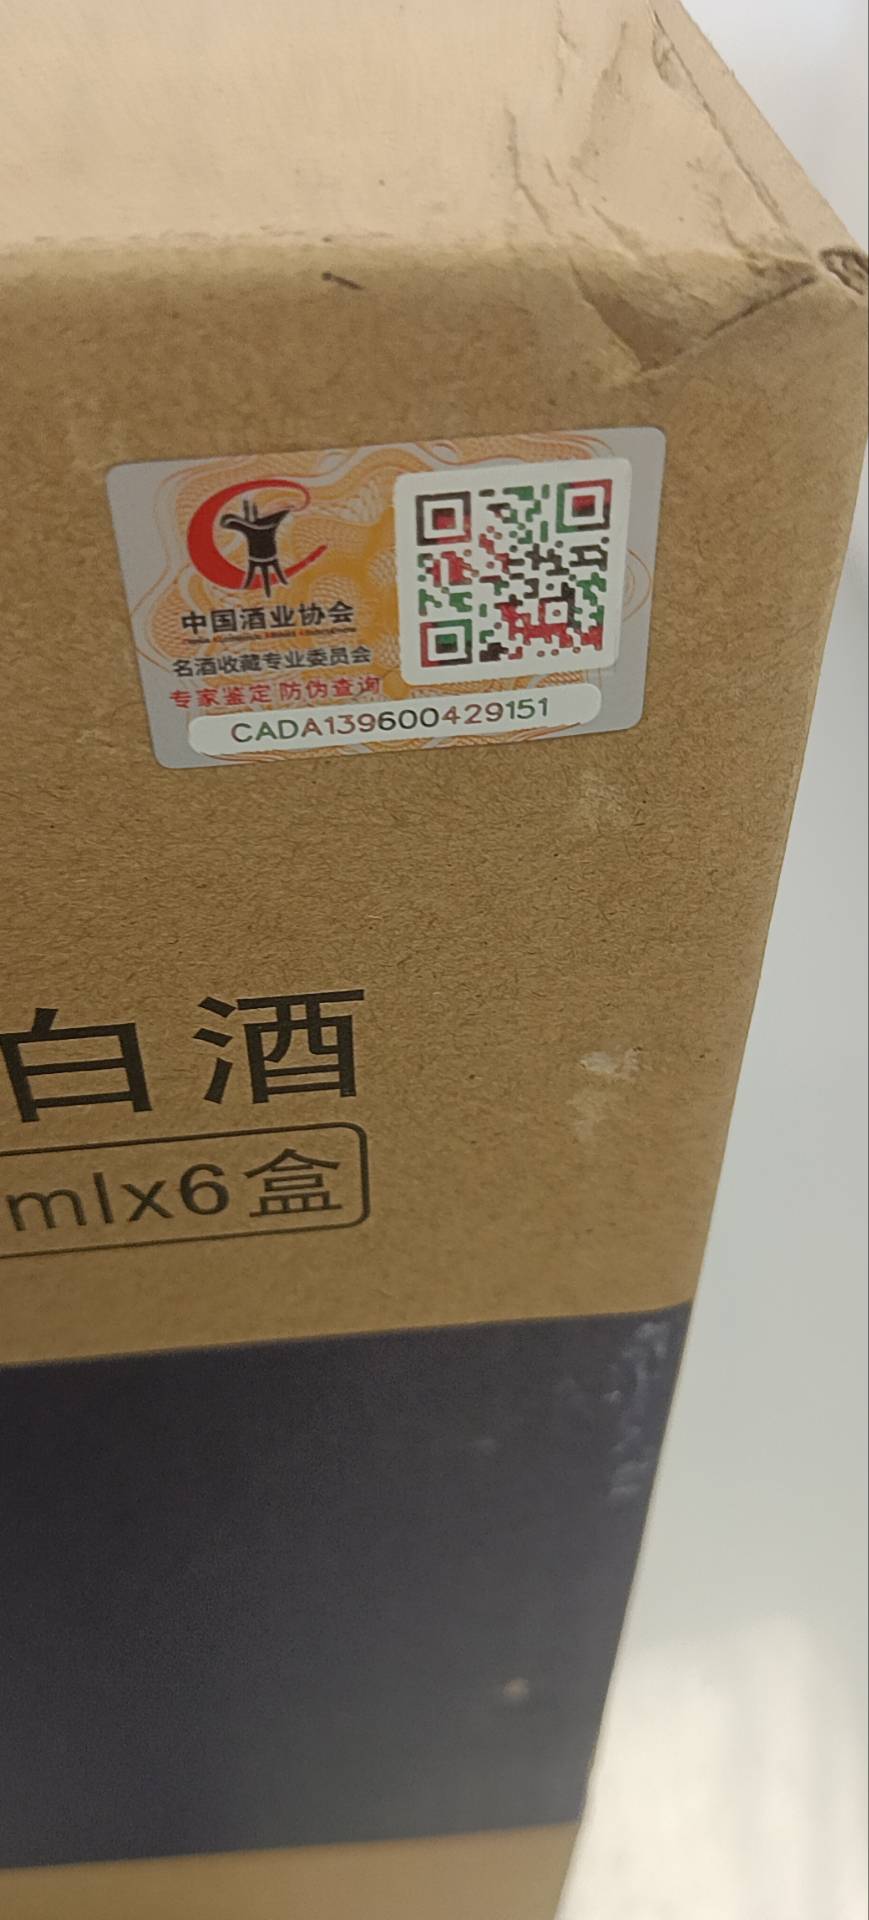 中国酒业协会
名酒收藏专业委员会
专家鉴定 防伪查询
CADA139600429151
白酒
mlx6盒